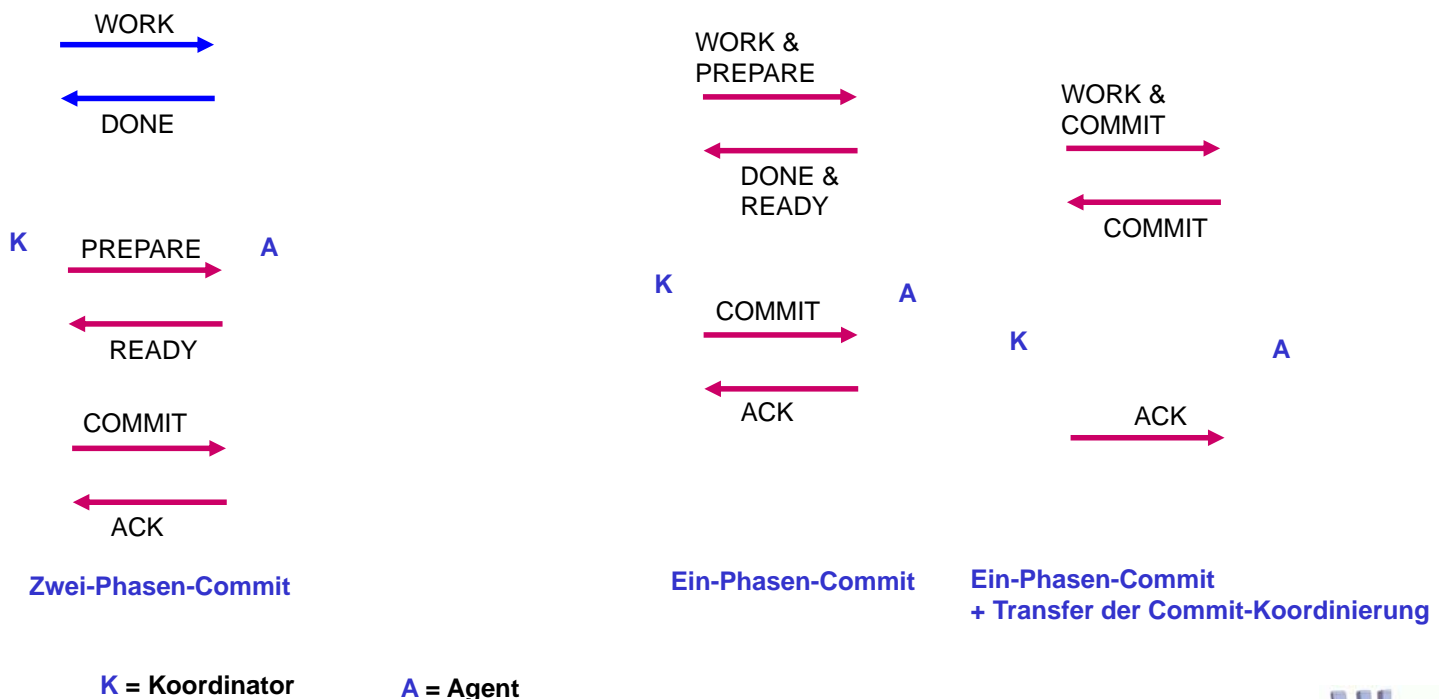 WORK
DONE
K
PREPARE
A
READY
COMMIT
ACK
Zwei-Phasen-Commit
WORK &
PREPARE
DONE &
READY
K
COMMIT
A
ACK
Ein-Phasen-Commit
WORK &
COMMIT
COMMIT
K
A
ACK
Ein-Phasen-Commit
+ Transfer der Commit-Koordinierung
K = Koordinator
A = Agent